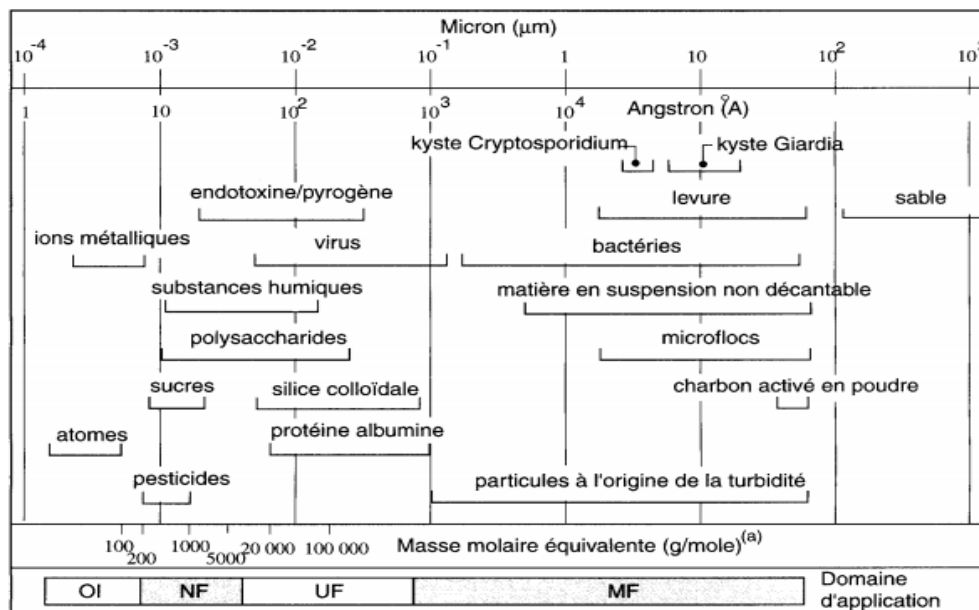 Micron (µm)
10-4 10-3 10-2 10-1 1 10 102 103
1 10 102 103 104 Angstron (Å)
kyste Cryptosporidium kyste Giardia
endotoxine/pyrogène levure sable
ions métalliques virus bactéries
substances humiques matière en suspension non décantable
polysaccharides microflocs
sucres silice colloïdale charbon activé en poudre
atomes protéine albumine
pesticides particules à l'origine de la turbidité
100 200 1000 5000 20 000 100 000 Masse molaire équivalente (g/mole)(a)
OI NF UF MF Domaine
d'application